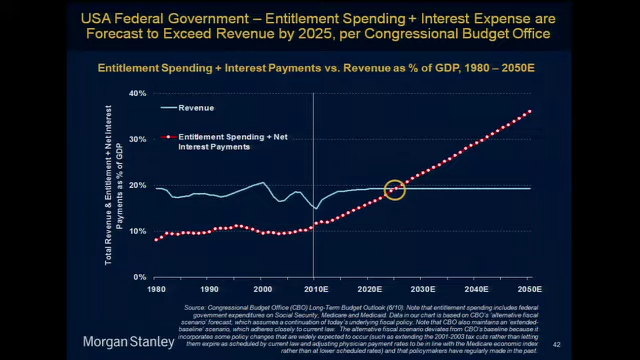 USA Federal Government – Entitlement Spending + Interest Expense are
Forecast to Exceed Revenue by 2025, per Congressional Budget Office
Entitlement Spending + Interest Payments vs. Revenue as % of GDP, 1980 – 2050E
Total Revenue & Entitlement + Net Interest
Payments as % of GDP
40%
30%
20%
10%
0%
Revenue
Entitlement Spending + Net
Interest Payments
1980 1990 2000 2010E 2020E 2030E 2040E 2050E
Source: Congressional Budget Office (CBO) Long-Term Budget Outlook (6/10). Note that entitlement spending includes federal
government expenditures on Social Security, Medicare and Medicaid. Data in our chart is based on CBO's 'alternative fiscal
scenario' forecast, which assumes a continuation of today's underlying fiscal policy. Note that CBO also maintains an 'extended-
baseline' scenario, which adheres closely to current law. The alternative fiscal scenario deviates from CBO's baseline because it
incorporates some policy changes that are widely expected to occur (such as extending the 2001-2003 tax cuts rather than letting
them expire as scheduled by current law and adjusting physician payment rates to be in line with the Medicare economic index
rather than at lower scheduled rates) and that policymakers have regularly made in the past.
Morgan Stanley
42